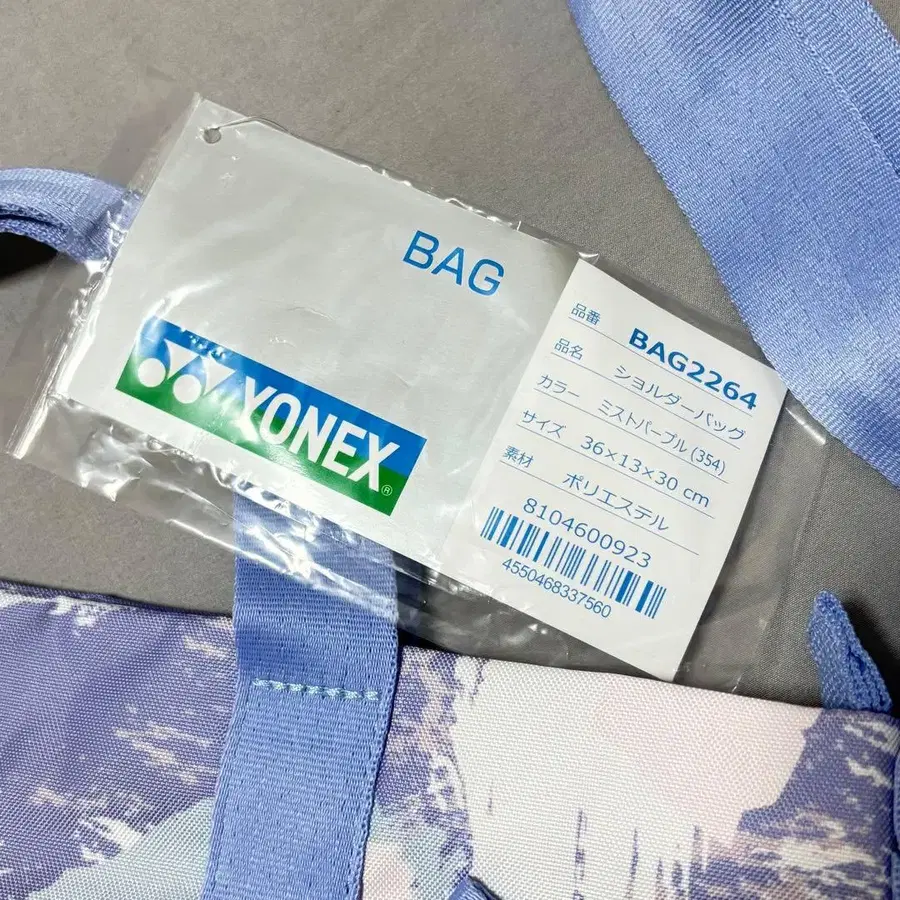 BAG
YONEX®
品番 BAG2264
品名 ショルダーバッグ
カラー ミストパープル(354)
サイズ 36×13×30 cm
素材 ポリエステル
8104600923
4550468337560